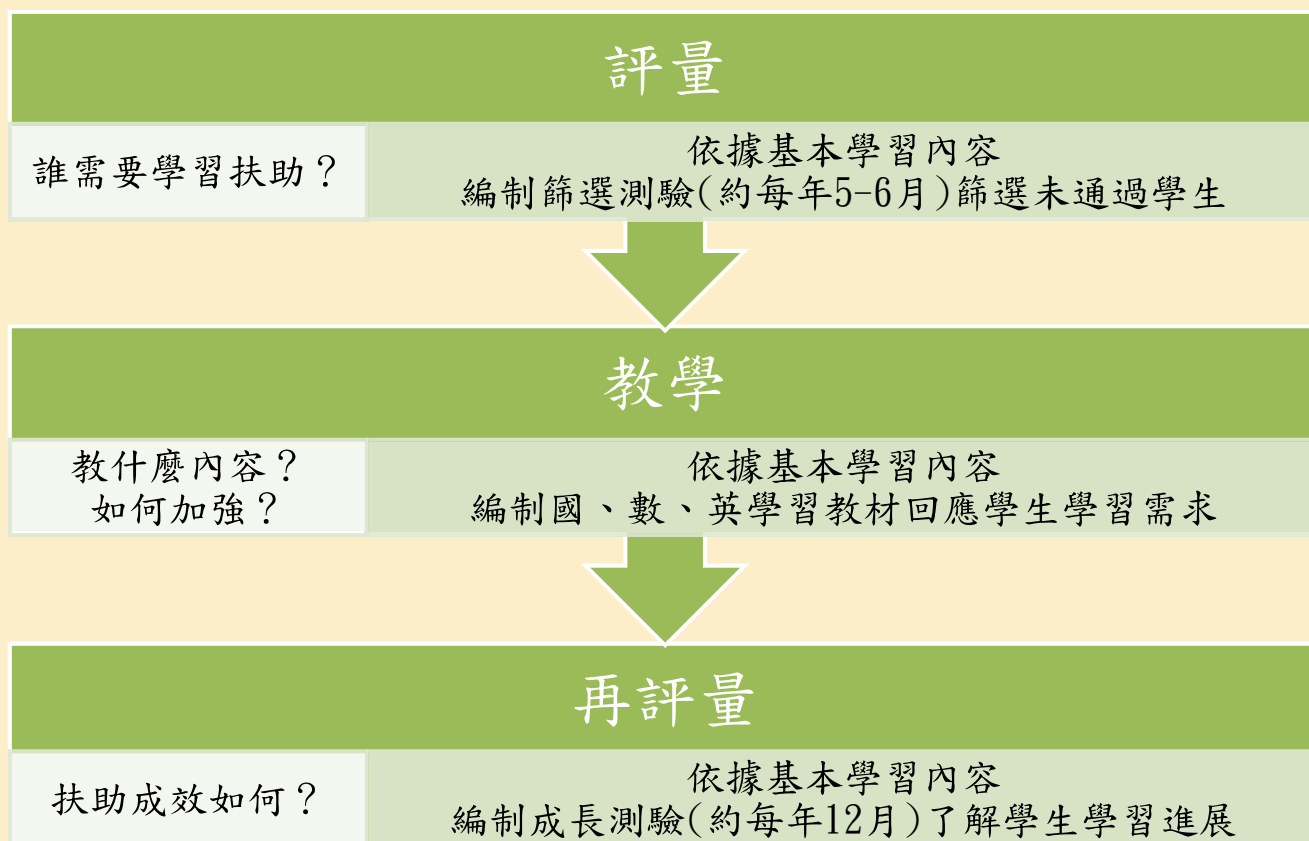 評量
誰需要學習扶助？
依據基本學習內容
編制篩選測驗(約每年5-6月)篩選未通過學生
教學
教什麼內容？
如何加強？
依據基本學習內容
編制國、數、英學習教材回應學生學習需求
再評量
扶助成效如何？
依據基本學習內容
編制成長測驗(約每年12月)了解學生學習進展